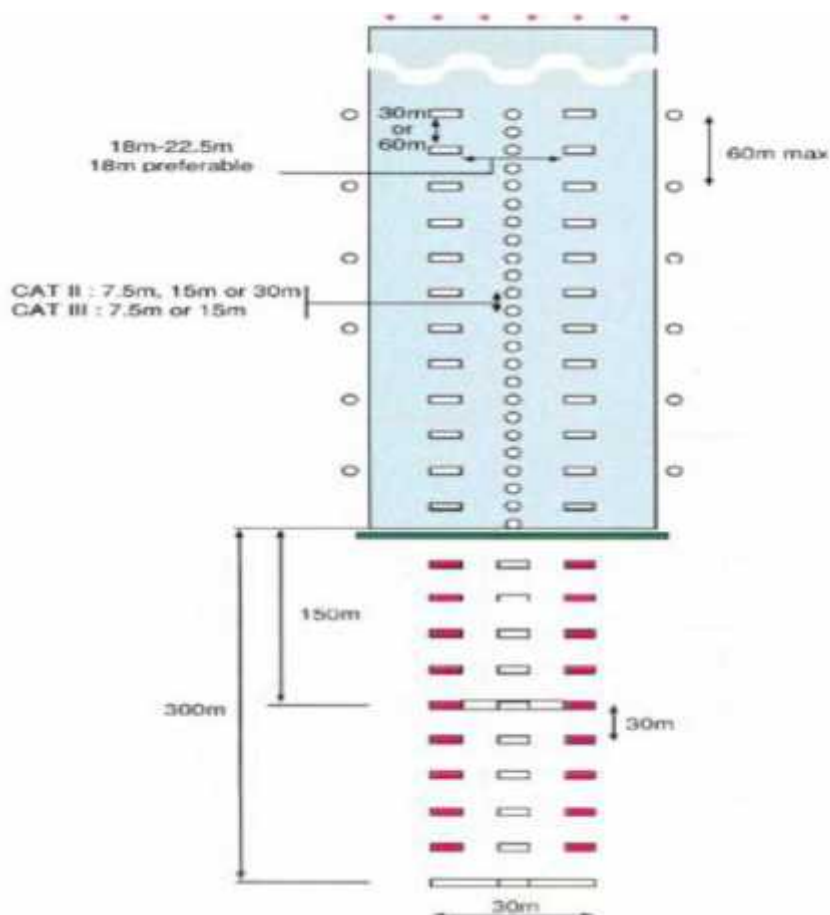 30m
or
60m
18m-22.5m
18m preferable
60m max
CAT II : 7.5m, 15m or 30m
CAT III : 7.5m or 15m
150m
300m
30m
30m